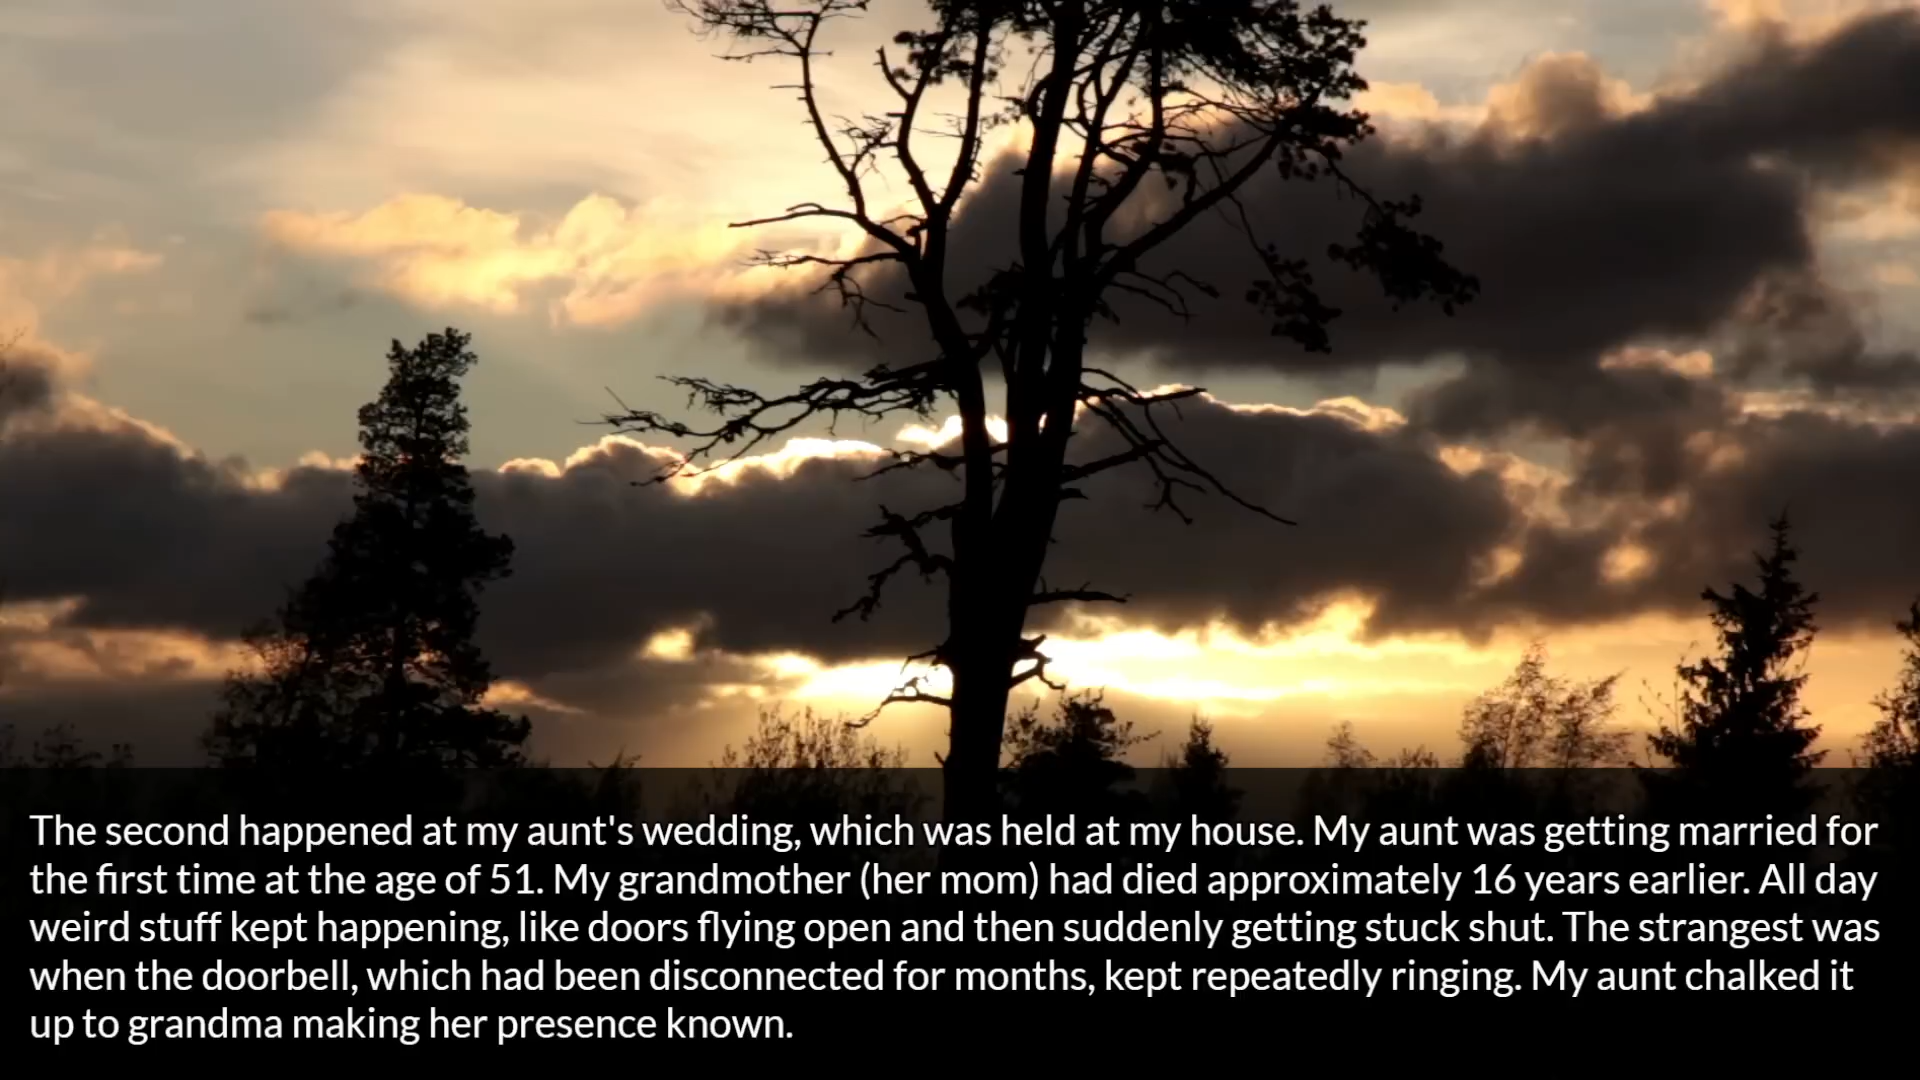 The second happened at my aunt's wedding, which was held at my house. My aunt was getting married for
the first time at the age of 51. My grandmother (her mom) had died approximately 16 years earlier. All day
weird stuff kept happening, like doors flying open and then suddenly getting stuck shut. The strangest was
when the doorbell, which had been disconnected for months, kept repeatedly ringing. My aunt chalked it
up to grandma making her presence known.